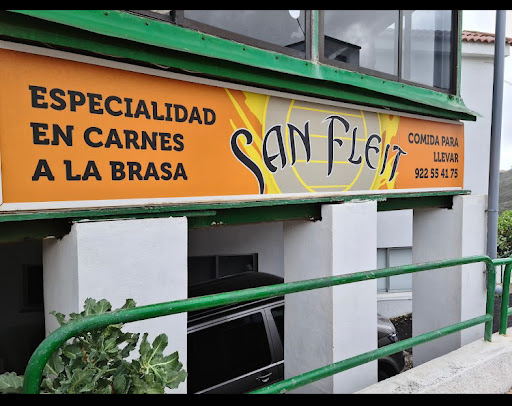 ESPECIALIDAD
EN CARNES
A LA BRASA
SAN FLEIT
COMIDA PARA
LLEVAR
922 55 41 75